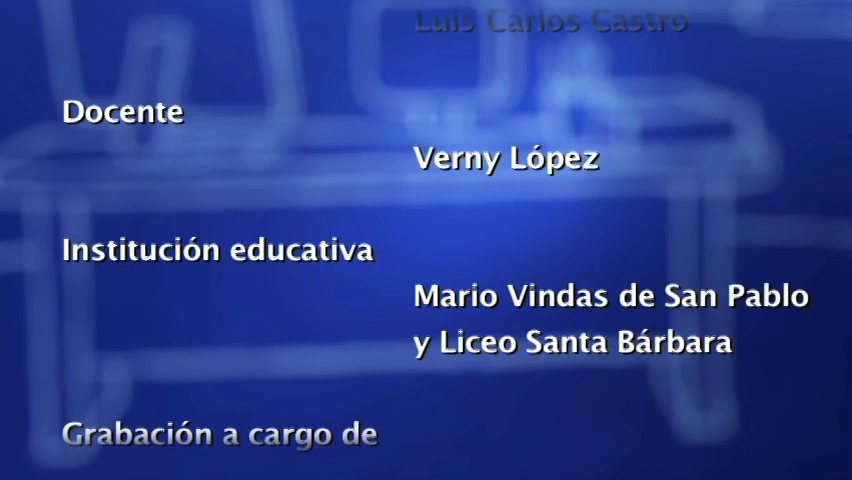 Luis Carlos Castro
Docente
Verny López
Institución educativa
Mario Vindas de San Pablo
y Liceo Santa Bárbara
Grabación a cargo de